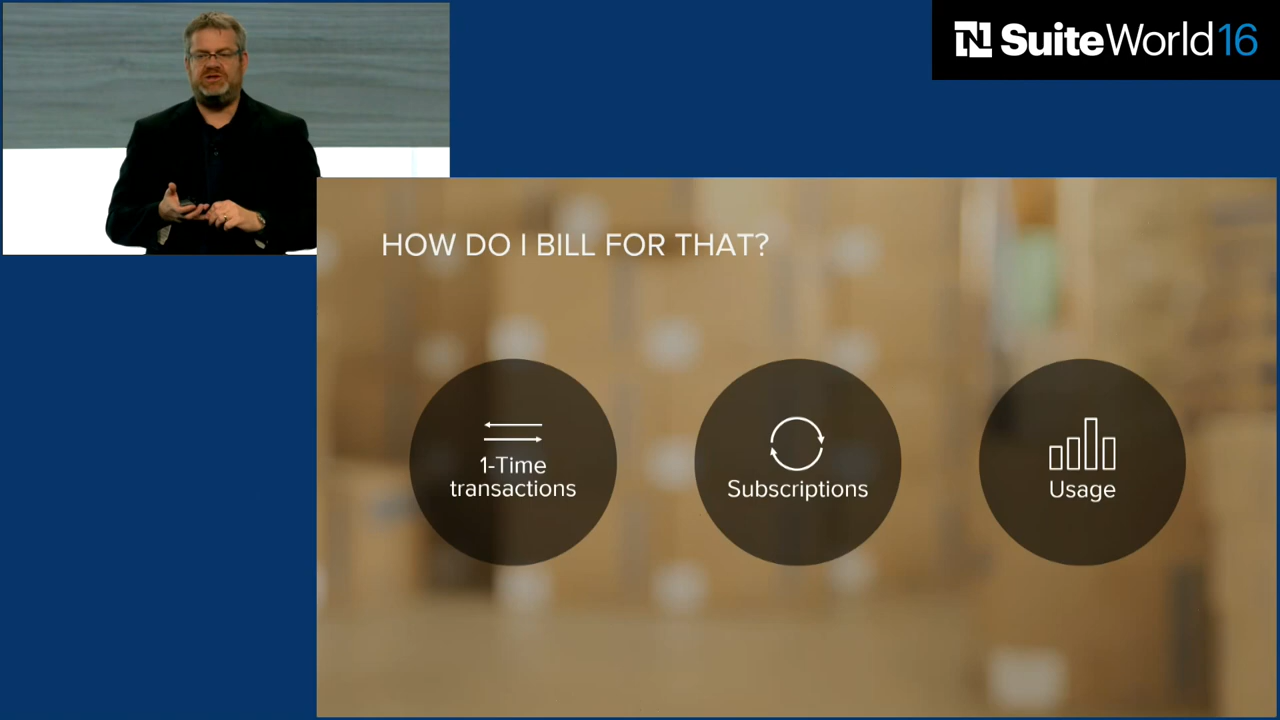 N SuiteWorld16
HOW DO I BILL FOR THAT?
1-Time
transactions
Subscriptions
Usage